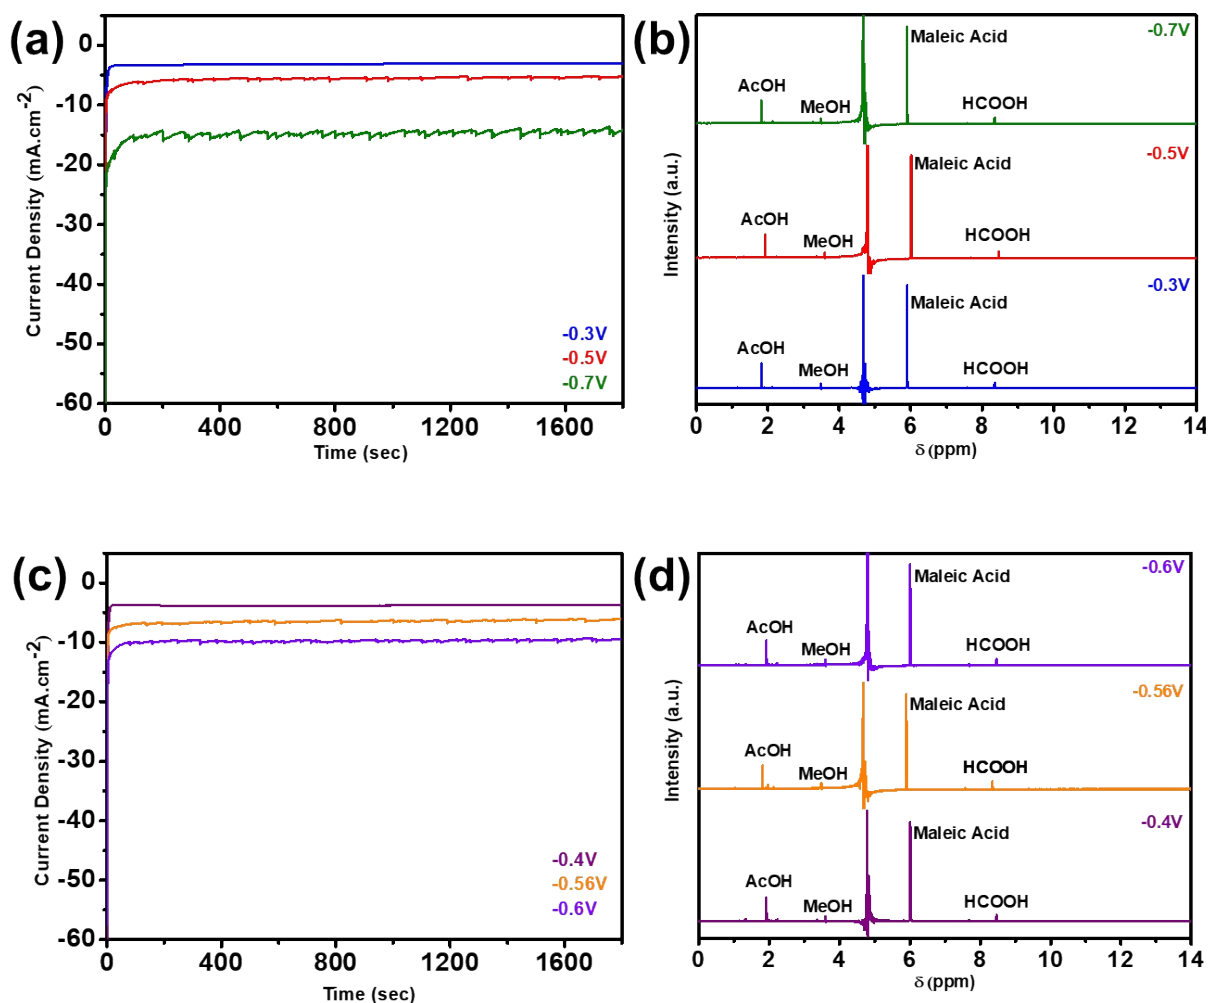 (a)
0
-10
-20
-30
-40
-50
-60
Current Density (mA.cm-2)
-0.3V
-0.5V
-0.7V
0 400 800 1200 1600
Time (sec)
(b)
Intensity (a.u.)
Maleic Acid
-0.7V
AcOH
MeOH
HCOOH
Maleic Acid
-0.5V
AcOH
MeOH
HCOOH
Maleic Acid
-0.3V
AcOH
MeOH
HCOOH
0 2 4 6 8 10 12 14
δ (ppm)
(c)
0
-10
-20
-30
-40
-50
-60
Current Density (mA.cm-2)
-0.4V
-0.56V
-0.6V
0 400 800 1200 1600
Time (sec)
(d)
Intensity (a.u.)
Maleic Acid
-0.6V
AcOH
MeOH
HCOOH
Maleic Acid
-0.56V
AcOH
MeOH
HCOOH
Maleic Acid
-0.4V
AcOH
MeOH
HCOOH
0 2 4 6 8 10 12 14
δ (ppm)